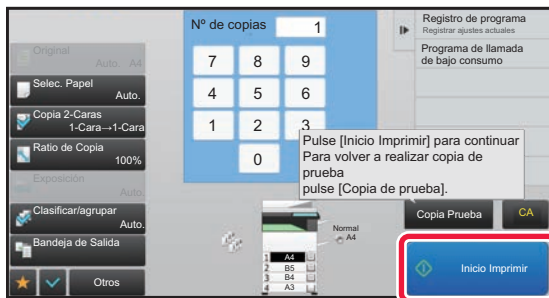 Nº de copias 1
Registro de programa
Registrar ajustes actuales
Programa de llamada
de bajo consumo
Original
Auto. A4
Selec. Papel
Auto.
Copia 2-Caras
1-Cara→1-Cara
Ratio de Copia
100%
Exposición
Auto.
Clasificar/agrupar
Auto.
Bandeja de Salida
Otros
7 8 9
4 5 6
1 2 3
0
Pulse [Inicio Imprimir] para continuar
Para volver a realizar copia de
prueba
pulse [Copia de prueba].
Normal
A4
1 A4
2 B5
3 B4
4 A3
Copia Prueba
CA
Inicio Imprimir